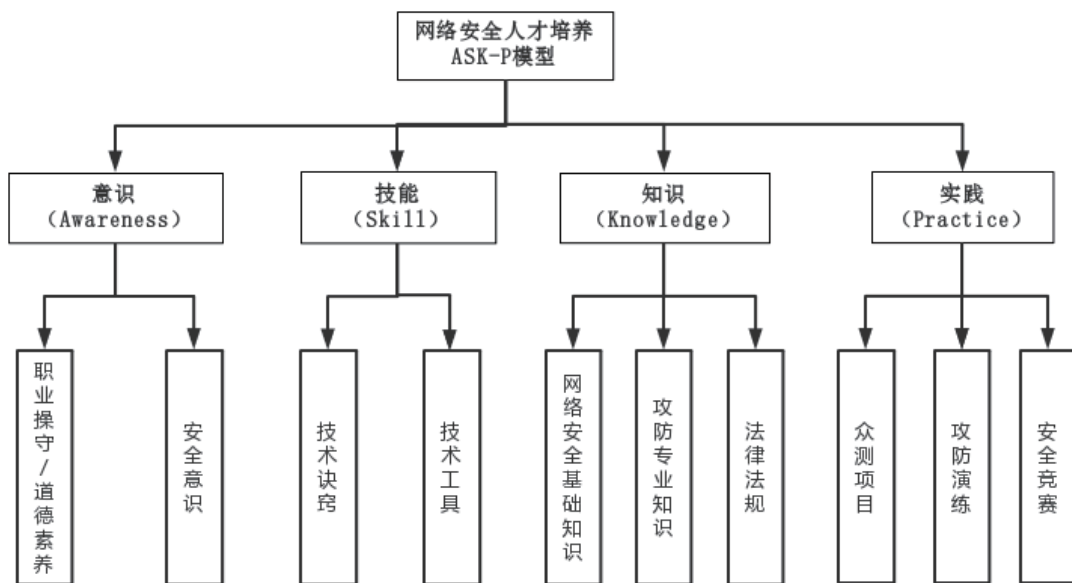 网络安全人才培养
ASK-P模型
意识
（Awareness）
技能
（Skill）
知识
（Knowledge）
实践
（Practice）
职业操守/道德素养
安全意识
技术诀窍
技术工具
网络安全基础知识
攻防专业知识
法律法规
众测项目
攻防演练
安全竞赛